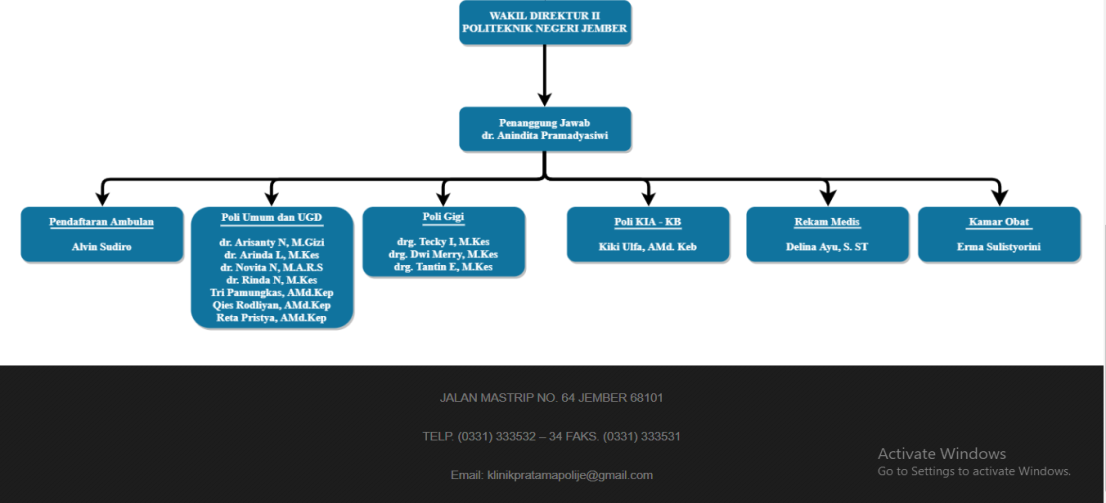 WAKIL DIREKTUR II
POLITEKNIK NEGERI JEMBER
Penanggung Jawab
dr. Anindita Pramadyasiwi
Pendaftaran Ambulan
Alvin Sudiro
Poli Umum dan UGD
dr. Arisanty N, M.Gizi
dr. Arinda L, M.Kes
dr. Novita N, M.A.R.S
dr. Rinda N, M.Kes
Tri Pamungkas, AMd.Kep
Qies Rodliyan, AMd.Kep
Reta Pristya, AMd.Kep
Poli Gigi
drg. Tecky I, M.Kes
drg. Dwi Merry, M.Kes
drg. Tantin E, M.Kes
Poli KIA - KB
Kiki Ulfa, AMd. Keb
Rekam Medis
Delina Ayu, S. ST
Kamar Obat
Erma Sulistyorini
JALAN MASTRIP NO. 64 JEMBER 68101
TELP. (0331) 333532 – 34 FAKS. (0331) 333531
Email: klinikpratamapolije@gmail.com
Activate Windows
Go to Settings to activate Windows.